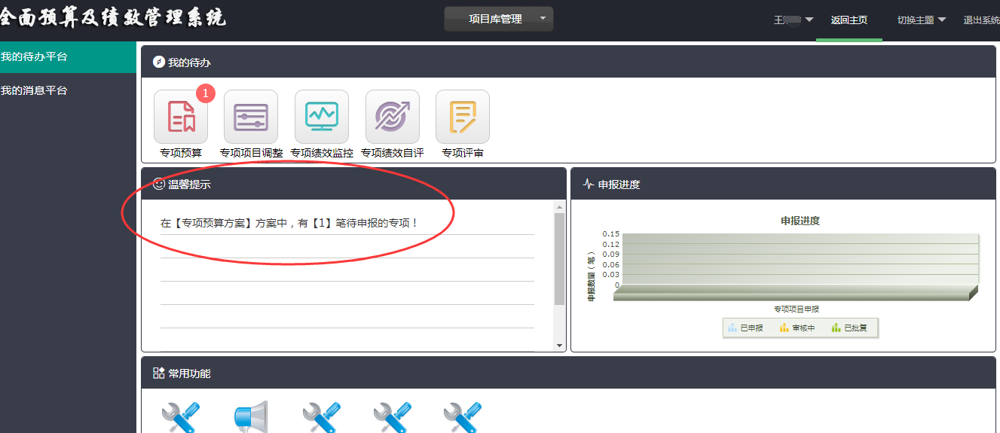 全面预算及绩效管理系统
项目库管理
王
返回主页
切换主题
退出系统
我的待办平台
我的消息平台
我的待办
1
专项预算
专项项目调整
专项绩效监控
专项绩效自评
专项评审
温馨提示
在【专项预算方案】方案中，有【1】笔待申报的专项！
申报进度
申报进度
0.15
0.12
0.09
0.06
0.03
0
申报数量（笔）
专项项目申报
已申报
审核中
已批复
常用功能